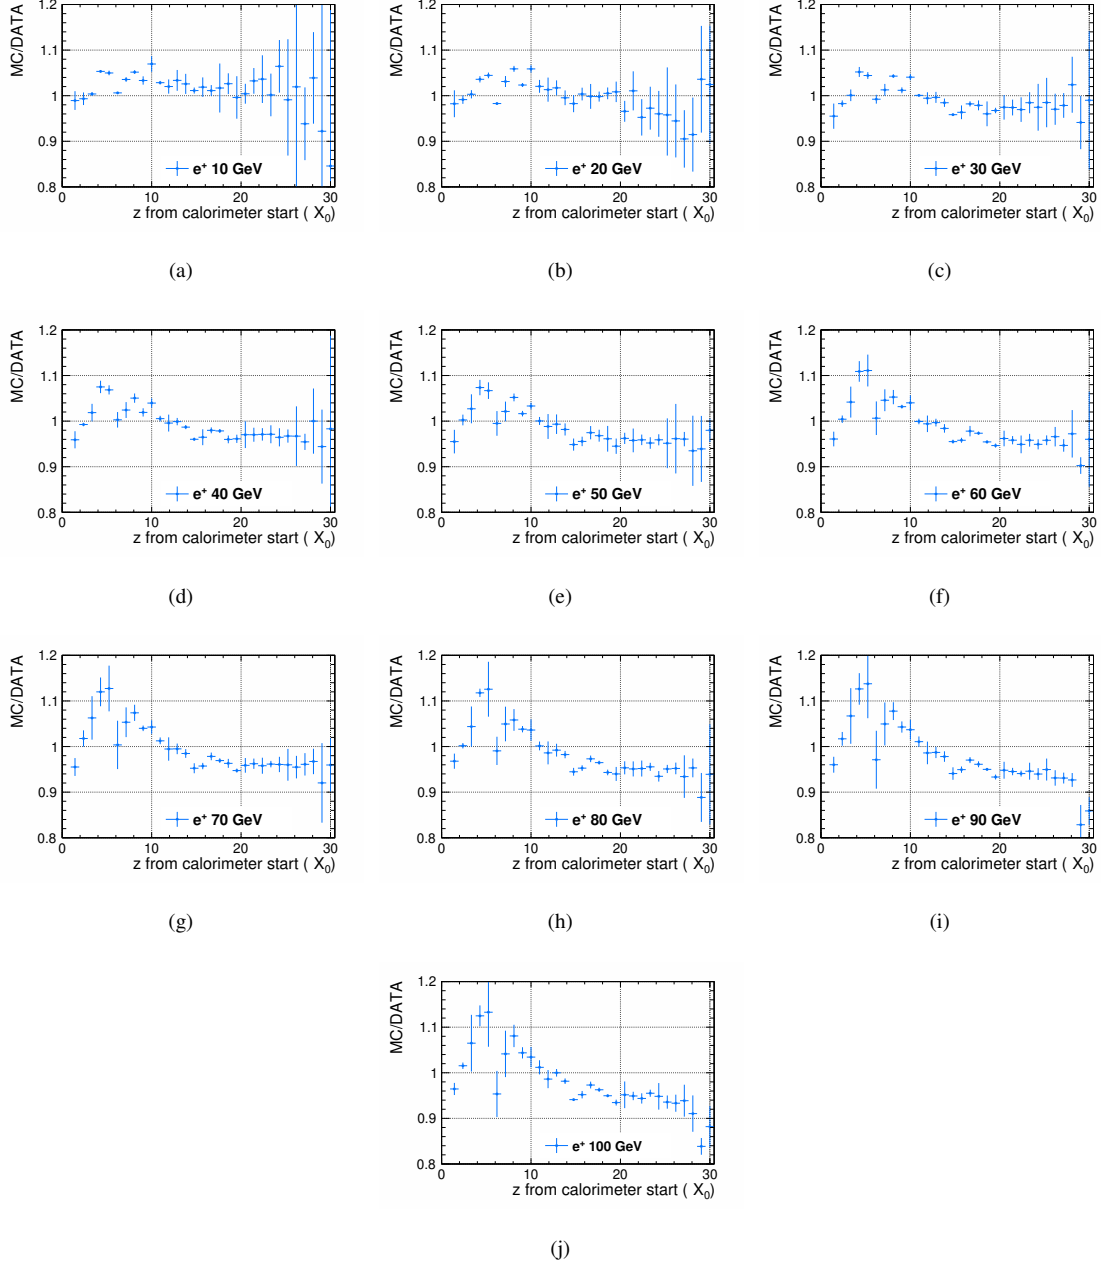 MC/DATA
1.2
1.1
1
0.9
0.8
0
10
20
30
e⁺ 10 GeV
z from calorimeter start ( X₀)
(a)
MC/DATA
1.2
1.1
1
0.9
0.8
0
10
20
30
e⁺ 20 GeV
z from calorimeter start ( X₀)
(b)
MC/DATA
1.2
1.1
1
0.9
0.8
0
10
20
30
e⁺ 30 GeV
z from calorimeter start ( X₀)
(c)
MC/DATA
1.2
1.1
1
0.9
0.8
0
10
20
30
e⁺ 40 GeV
z from calorimeter start ( X₀)
(d)
MC/DATA
1.2
1.1
1
0.9
0.8
0
10
20
30
e⁺ 50 GeV
z from calorimeter start ( X₀)
(e)
MC/DATA
1.2
1.1
1
0.9
0.8
0
10
20
30
e⁺ 60 GeV
z from calorimeter start ( X₀)
(f)
MC/DATA
1.2
1.1
1
0.9
0.8
0
10
20
30
e⁺ 70 GeV
z from calorimeter start ( X₀)
(g)
MC/DATA
1.2
1.1
1
0.9
0.8
0
10
20
30
e⁺ 80 GeV
z from calorimeter start ( X₀)
(h)
MC/DATA
1.2
1.1
1
0.9
0.8
0
10
20
30
e⁺ 90 GeV
z from calorimeter start ( X₀)
(i)
MC/DATA
1.2
1.1
1
0.9
0.8
0
10
20
30
e⁺ 100 GeV
z from calorimeter start ( X₀)
(j)